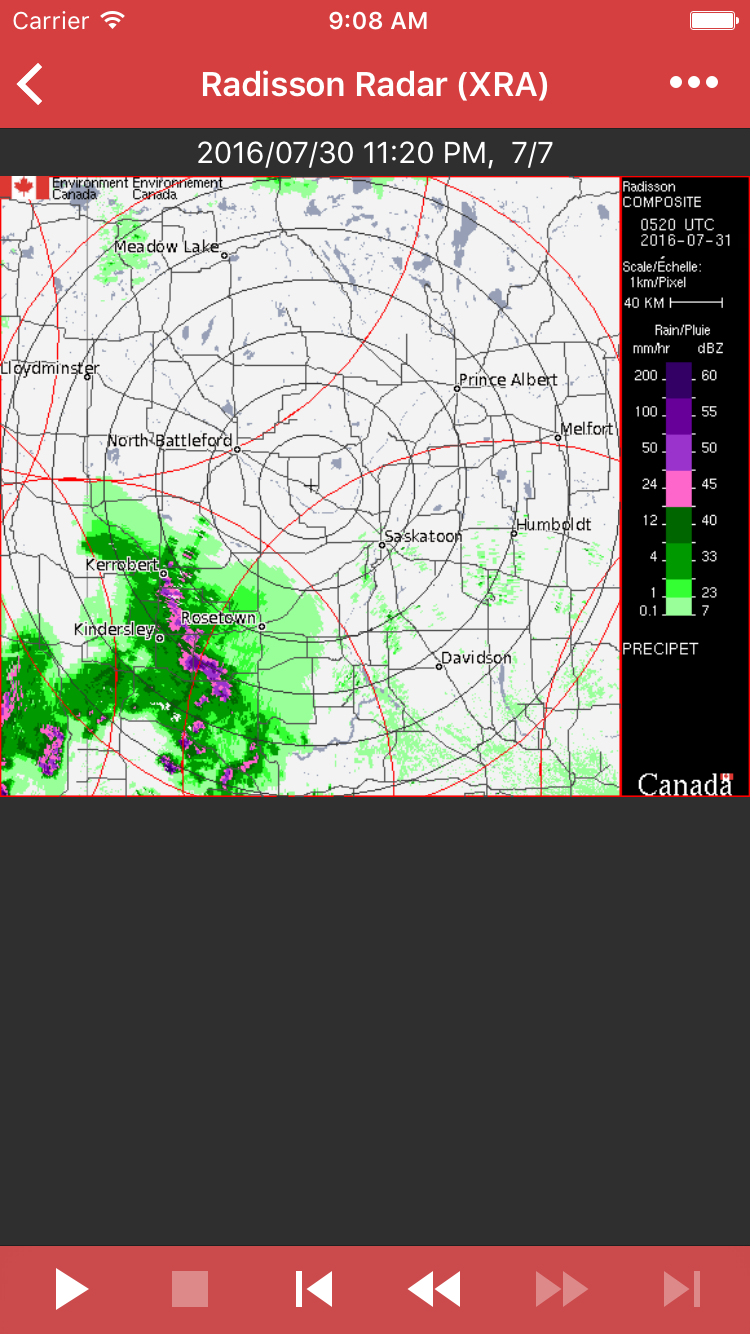 Carrier 9:08 AM
Radisson Radar (XRA)
2016/07/30 11:20 PM, 7/7
Environment Environnement
Canada Canada
Radisson
COMPOSITE
0520 UTC
2016-07-31
Scale/Échelle:
1km/Pixel
40 KM
Rain/Pluie
mm/hr dBZ
200 60
100 55
50 50
24 45
12 40
4 33
1 23
0.1 7
PRECIPET
Canada
Meadow Lake
Lloydminster
Prince Albert
Melfort
North Battleford
Humboldt
Saskatoon
Kerrobert
Rosetown
Kindersley
Davidson